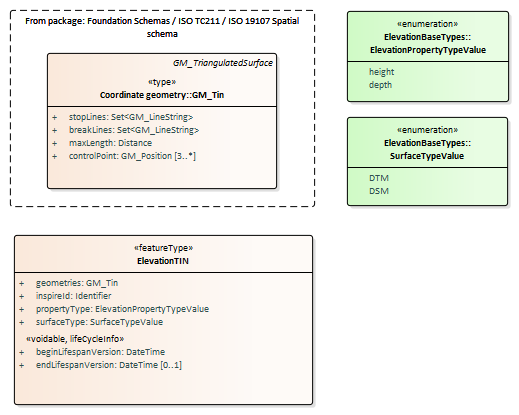 From package: Foundation Schemas / ISO TC211 / ISO 19107 Spatial
schema
GM_TriangulatedSurface
«type»
Coordinate geometry::GM_Tin
+ stopLines: Set<GM_LineString>
+ breakLines: Set<GM_LineString>
+ maxLength: Distance
+ controlPoint: GM_Position [3..*]
«enumeration»
ElevationBaseTypes::
ElevationPropertyTypeValue
height
depth
«enumeration»
ElevationBaseTypes::
SurfaceTypeValue
DTM
DSM
«featureType»
ElevationTIN
+ geometries: GM_Tin
+ inspireId: Identifier
+ propertyType: ElevationPropertyTypeValue
+ surfaceType: SurfaceTypeValue
«voidable, lifeCycleInfo»
+ beginLifespanVersion: DateTime
+ endLifespanVersion: DateTime [0..1]